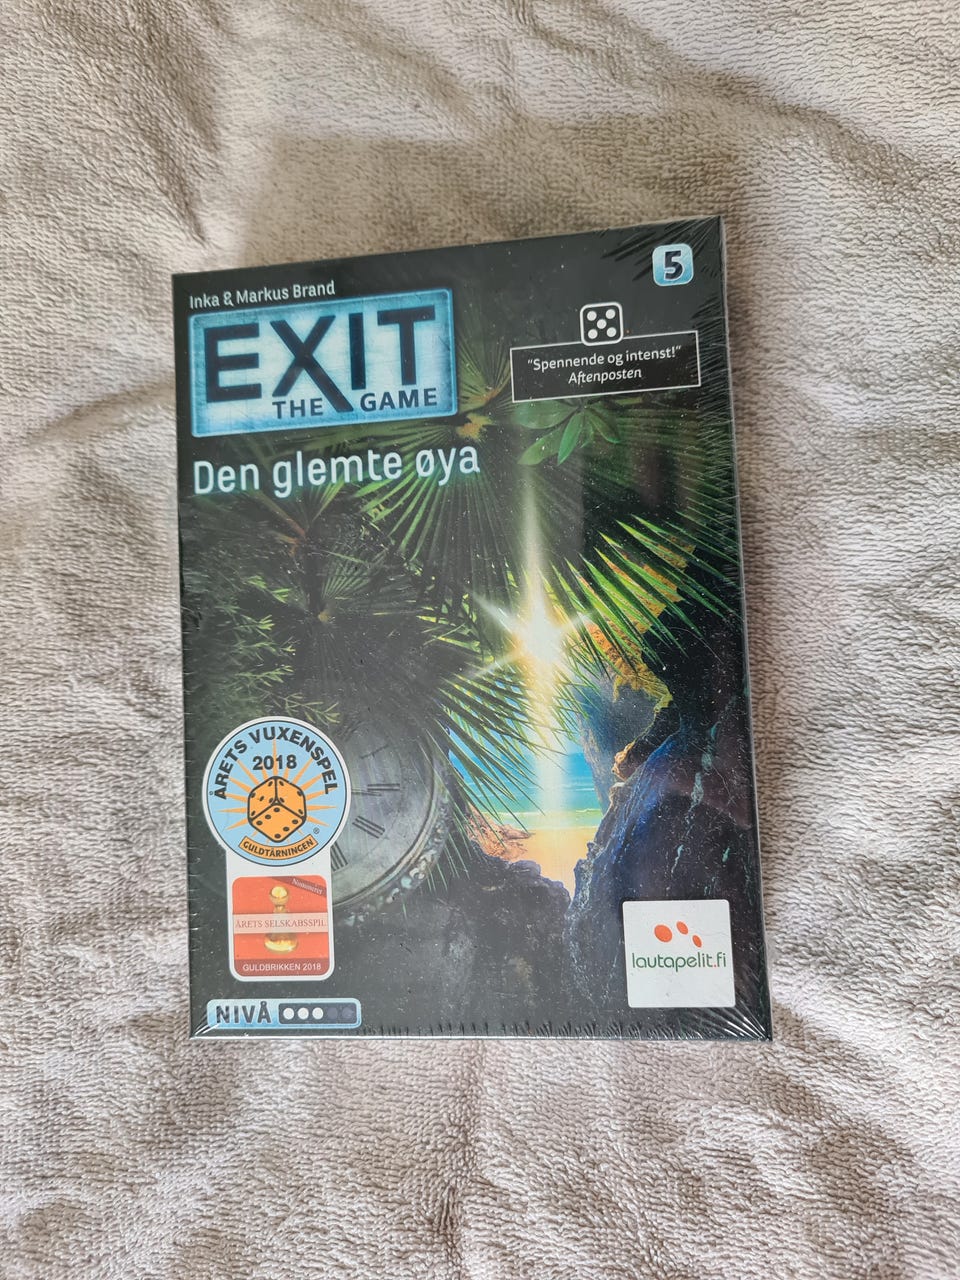 5
Inka & Markus Brand
EXIT
THE GAME
"Spennende og intenst!"
Aftenposten
Den glemte øya
ÅRETS VUXENSPEL
2018
GULDTÄRNINGEN®
Nomineret
ÅRETS SELSKABSSPIL
GULDBRIKKEN 2018
lautapelit.fi
NIVÅ